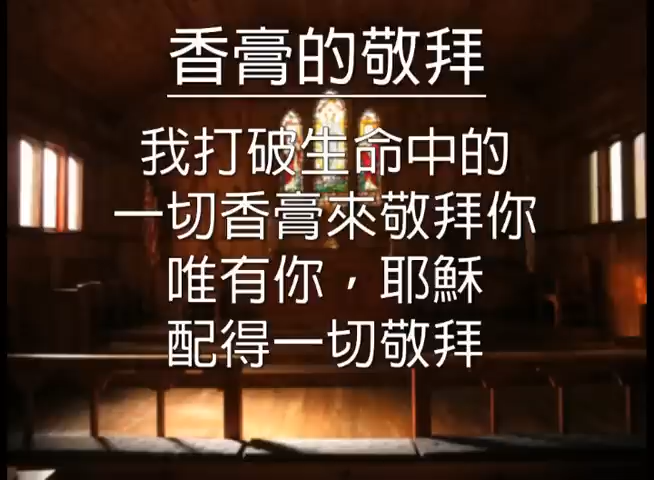 香膏的敬拜
我打破生命中的
一切香膏來敬拜你
唯有你，耶穌
配得一切敬拜